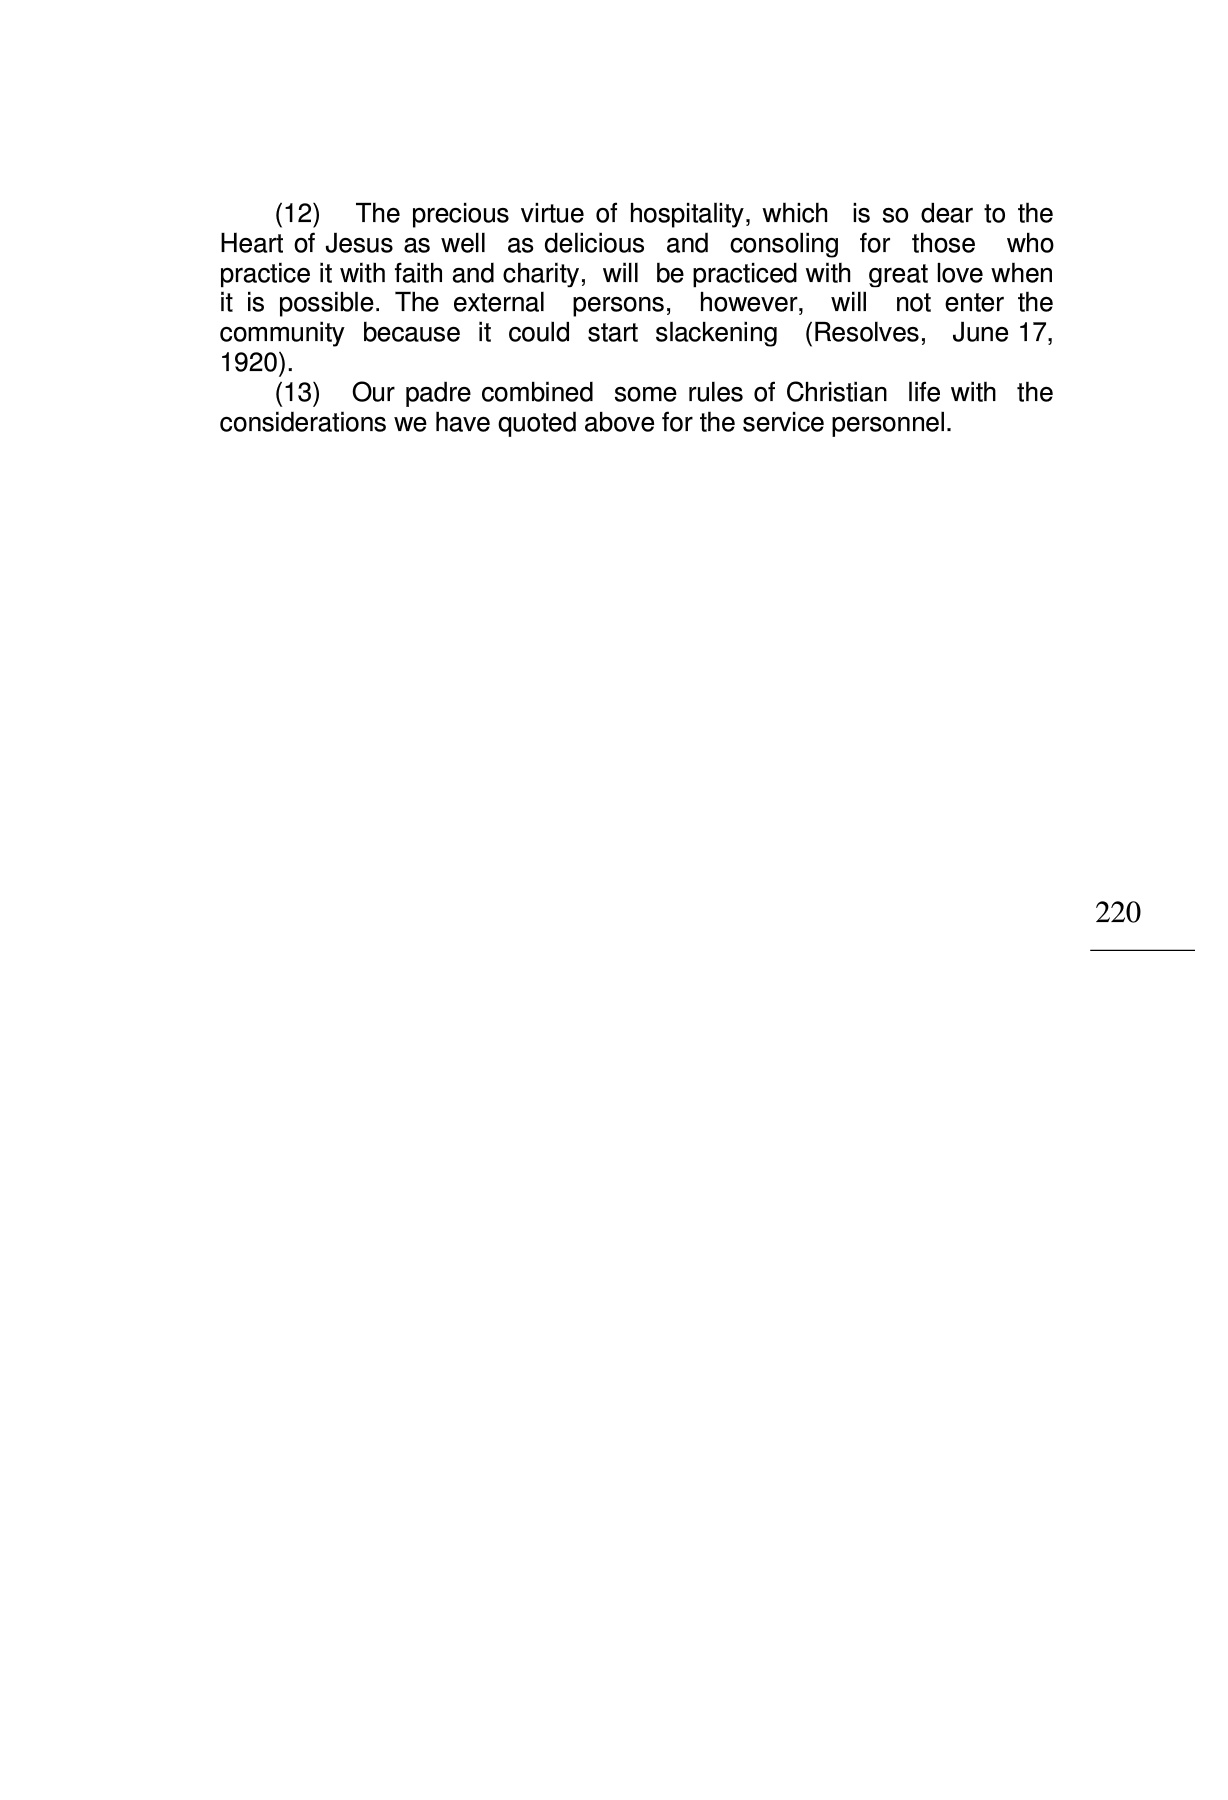 (12) The precious virtue of hospitality, which is so dear to the
Heart of Jesus as well as delicious and consoling for those who
practice it with faith and charity, will be practiced with great love when
it is possible. The external persons, however, will not enter the
community because it could start slackening (Resolves, June 17,
1920).
(13) Our padre combined some rules of Christian life with the
considerations we have quoted above for the service personnel.
220